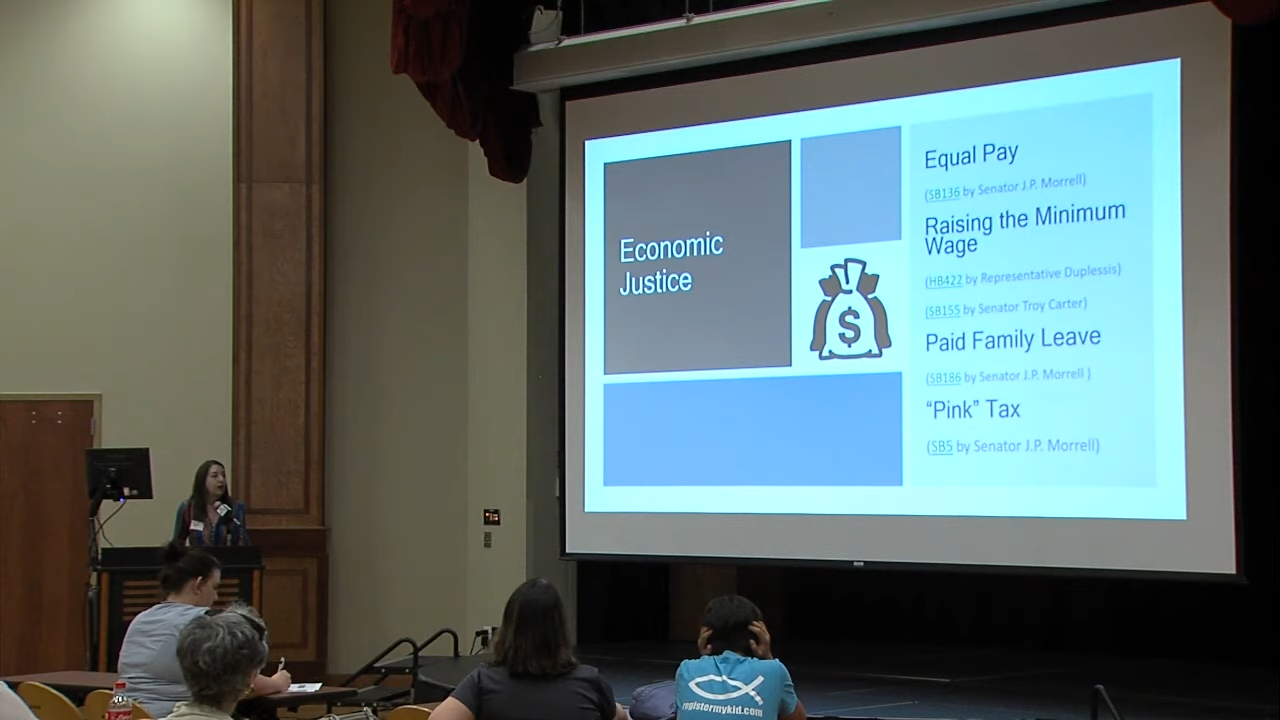 Economic
Justice
$
Equal Pay
(SB136 by Senator J.P. Morrell)
Raising the Minimum
Wage
(HB422 by Representative Duplessis)
(SB155 by Senator Troy Carter)
Paid Family Leave
(SB186 by Senator J.P. Morrell )
“Pink” Tax
(SB5 by Senator J.P. Morrell)
registermykid.com